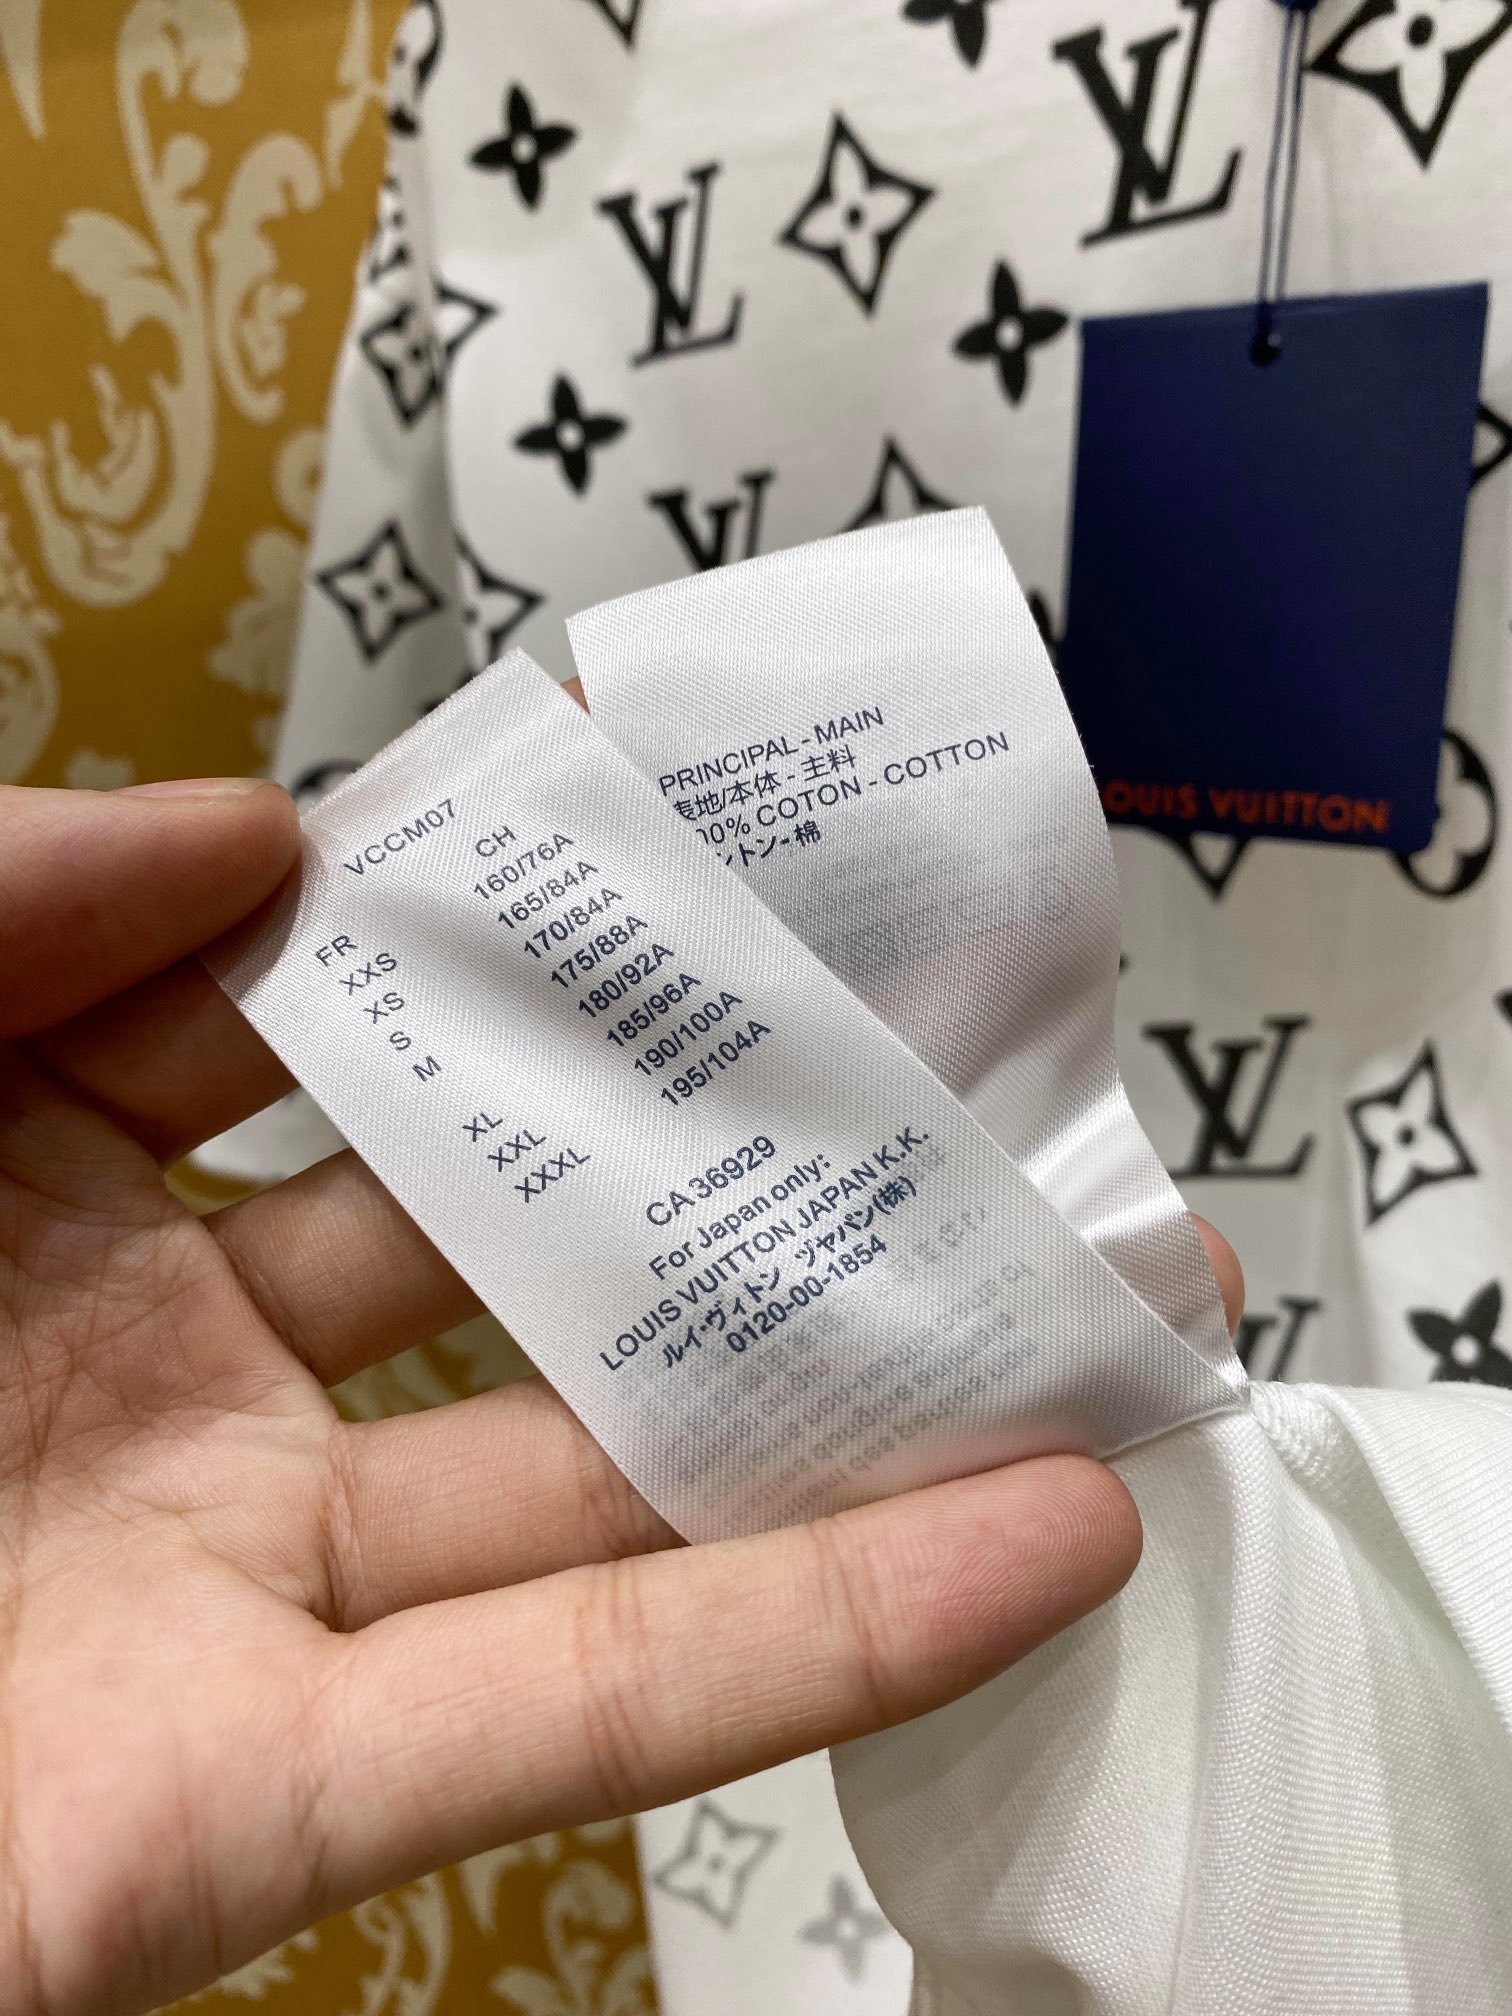 LV
LV
LV
LOUIS VUITTON
PRINCIPAL - MAIN
表地/本体 - 主料
100% COTON - COTTON
トン - 棉
VCCM07
FR CH
XXS 160/76A
XS 165/84A
S 170/84A
M 175/88A
180/92A
XL 185/96A
XXL 190/100A
XXXL 195/104A
CA 36929
For Japan only:
LOUIS VUITTON JAPAN K.K.
ルイ・ヴィトン ジャパン(株)
0120-00-1854
LV